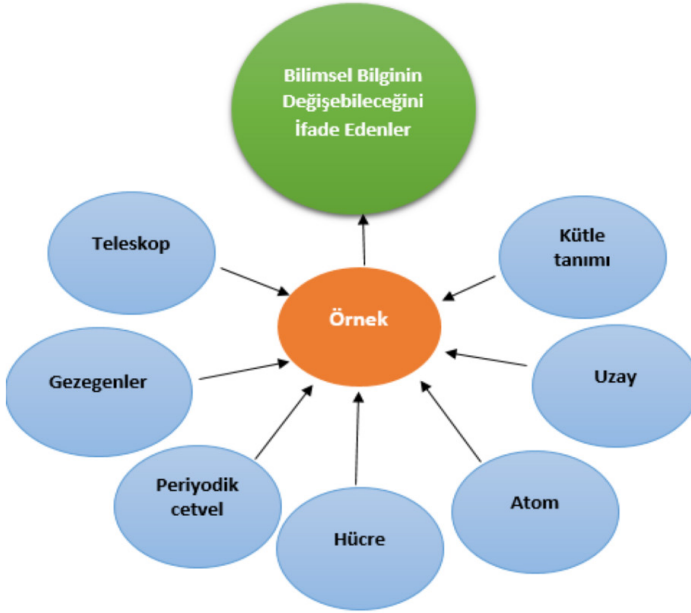 Bilimsel Bilginin
Değişebileceğini
İfade Edenler
Teleskop
Kütle
tanımı
Örnek
Gezegenler
Uzay
Periyodik
cetvel
Atom
Hücre